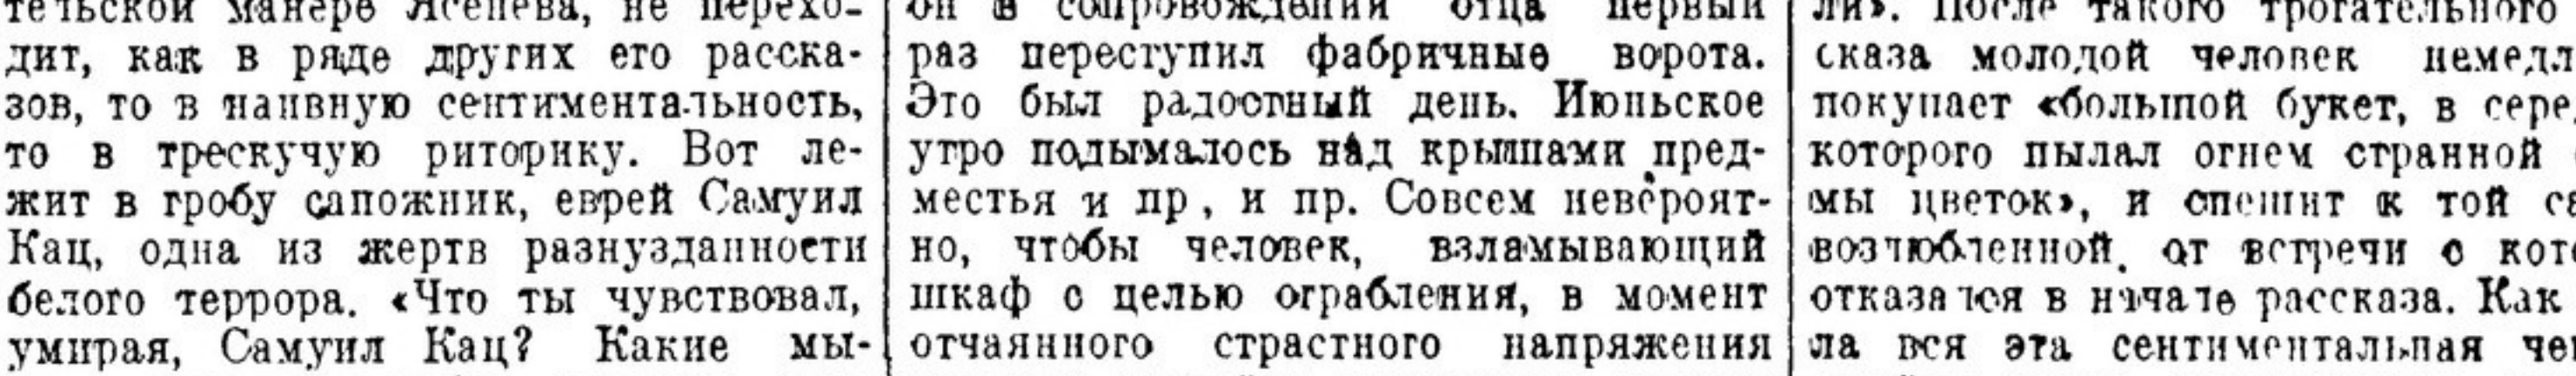 тельской манере Ясенева, не перехо-
дит, как в ряде других его расска-
зов, то в наивную сентиментальность,
то в трескучую риторику. Вот ле-
жит в гробу сапожник, еврей Самуил
Кац, одна из жертв разнузданности
белого террора. «Что ты чувствовал,
умирая, Самуил Кац? Какие мы-
он в сопровождении отца первый
раз переступил фабричные ворота.
Это был радостный день. Июньское
утро подымалось над крышами пред-
местья и пр, и пр. Совсем невероят-
но, чтобы человек, взламывающий
шкаф с целью ограбления, в момент
отчаянного страстного напряжения
ли». После такого трогательного
сказа молодой человек немедл
покупает «большой букет, в сере
которого пылал огнем странной
мы цветок», и спешит к той
возлюбленной, от встречи с кот
отказался в начале рассказа. Как
ла вся эта сентиментальная че